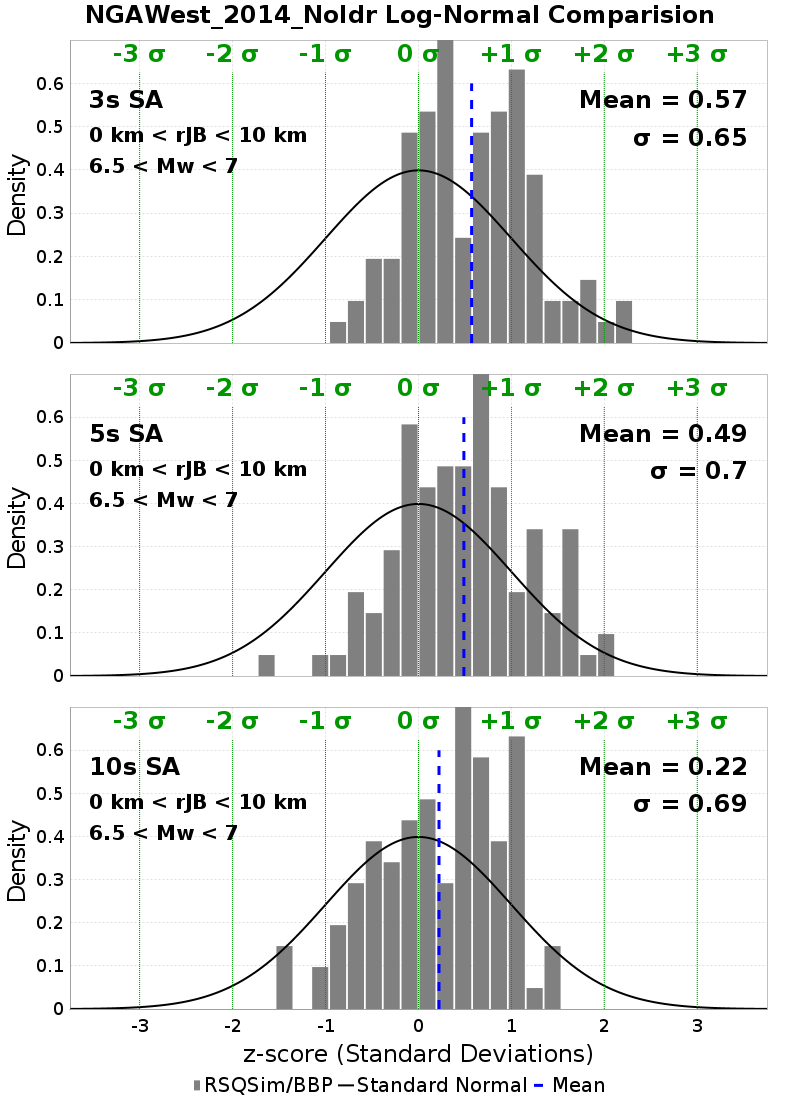 NGAWest_2014_NoIdr Log-Normal Comparision
-3 σ -2 σ -1 σ 0 σ +1 σ +2 σ +3 σ
3s SA
0 km < rJB < 10 km
6.5 < Mw < 7
Mean = 0.57
σ = 0.65
Density
0.6
0.5
0.4
0.3
0.2
0.1
0
-3 σ -2 σ -1 σ 0 σ +1 σ +2 σ +3 σ
5s SA
0 km < rJB < 10 km
6.5 < Mw < 7
Mean = 0.49
σ = 0.7
Density
0.6
0.5
0.4
0.3
0.2
0.1
0
-3 σ -2 σ -1 σ 0 σ +1 σ +2 σ +3 σ
10s SA
0 km < rJB < 10 km
6.5 < Mw < 7
Mean = 0.22
σ = 0.69
Density
0.6
0.5
0.4
0.3
0.2
0.1
0
-3 -2 -1 0 1 2 3
z-score (Standard Deviations)
RSQSim/BBP Standard Normal Mean